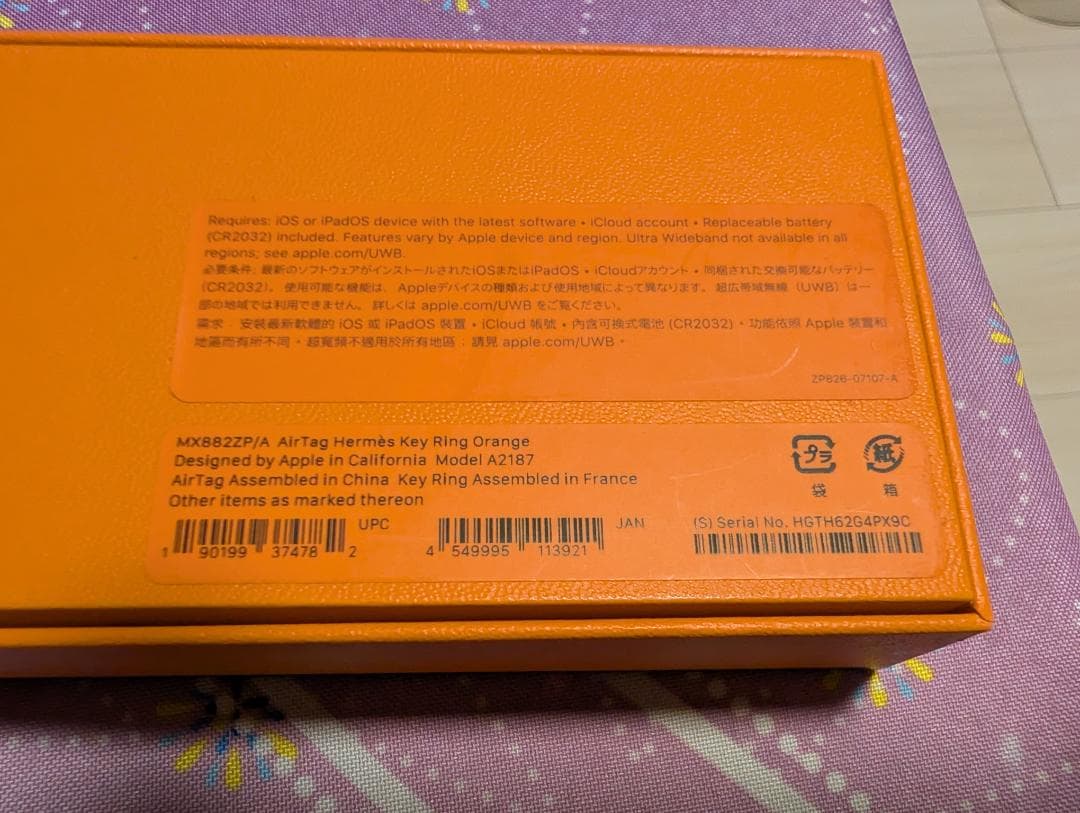 Requires: iOS or iPadOS device with the latest software • iCloud account • Replaceable battery
(CR2032) included. Features vary by Apple device and region. Ultra Wideband not available in all
regions; see apple.com/UWB.
必要条件: 最新のソフトウェアがインストールされたiOSまたはiPadOS • iCloudアカウント • 同梱された交換可能なバッテリー
(CR2032)。 使用可能な機能は、 Appleデバイスの種類および使用地域によって異なります。 超広帯域無線 (UWB) は一
部の地域では利用できません。 詳しくは apple.com/UWB をご覧ください。
需求：安裝最新軟體的 iOS 或 iPadOS 裝置 • iCloud 帳號 • 內含可換式電池 (CR2032)。功能依照 Apple 裝置和
地區而有所不同。超寬頻不適用於所有地區；請見 apple.com/UWB。
ZP826-07107-A
MX882ZP/A AirTag Hermès Key Ring Orange
Designed by Apple in California Model A2187
AirTag Assembled in China Key Ring Assembled in France
Other items as marked thereon
プラ 紙
袋 箱
UPC JAN (S) Serial No. HGTH62G4PX9C
1 90199 37478 2 4 549995 113921